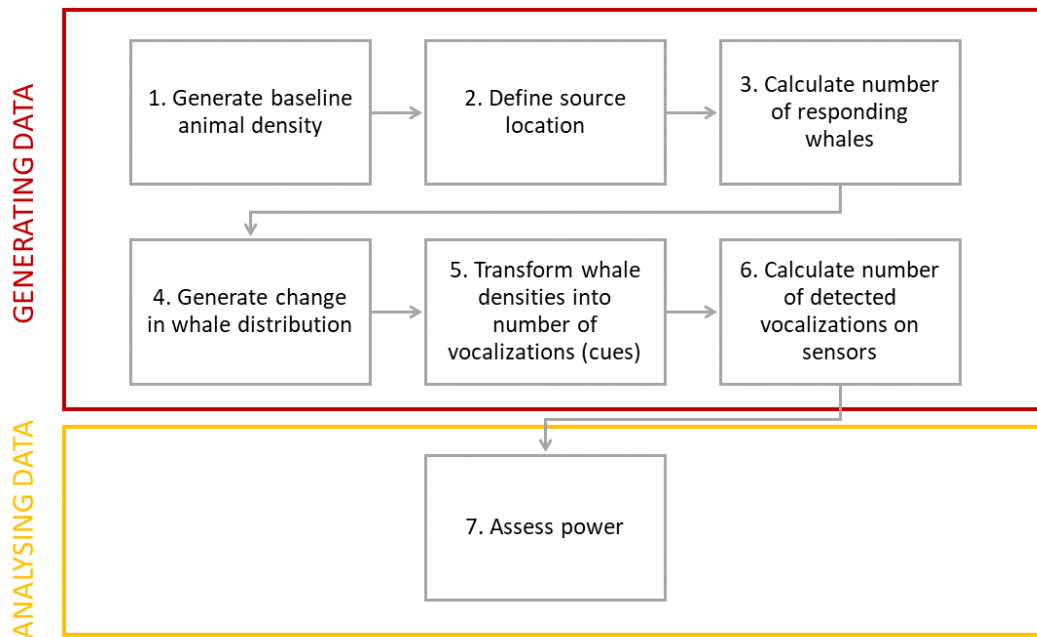 GENERATING DATA
1. Generate baseline
animal density
2. Define source
location
3. Calculate number
of responding
whales
4. Generate change
in whale distribution
5. Transform whale
densities into
number of
vocalizations (cues)
6. Calculate number
of detected
vocalizations on
sensors
ANALYSING DATA
7. Assess power